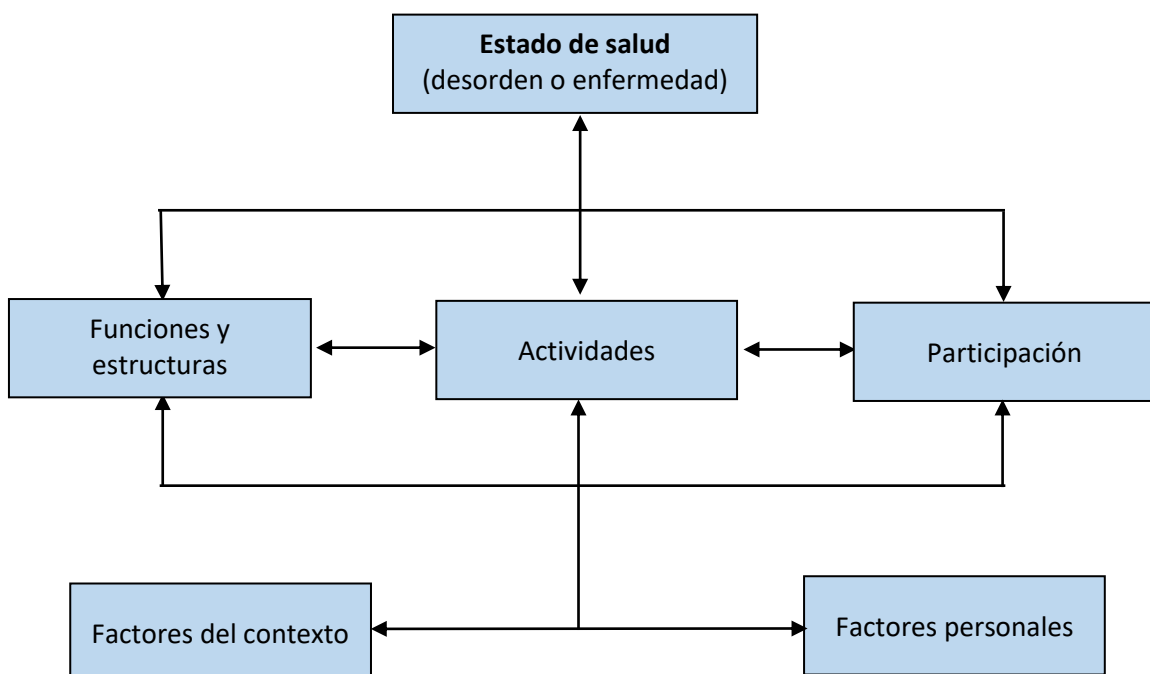 Estado de salud
(desorden o enfermedad)
Funciones y
estructuras
Actividades
Participación
Factores del contexto
Factores personales